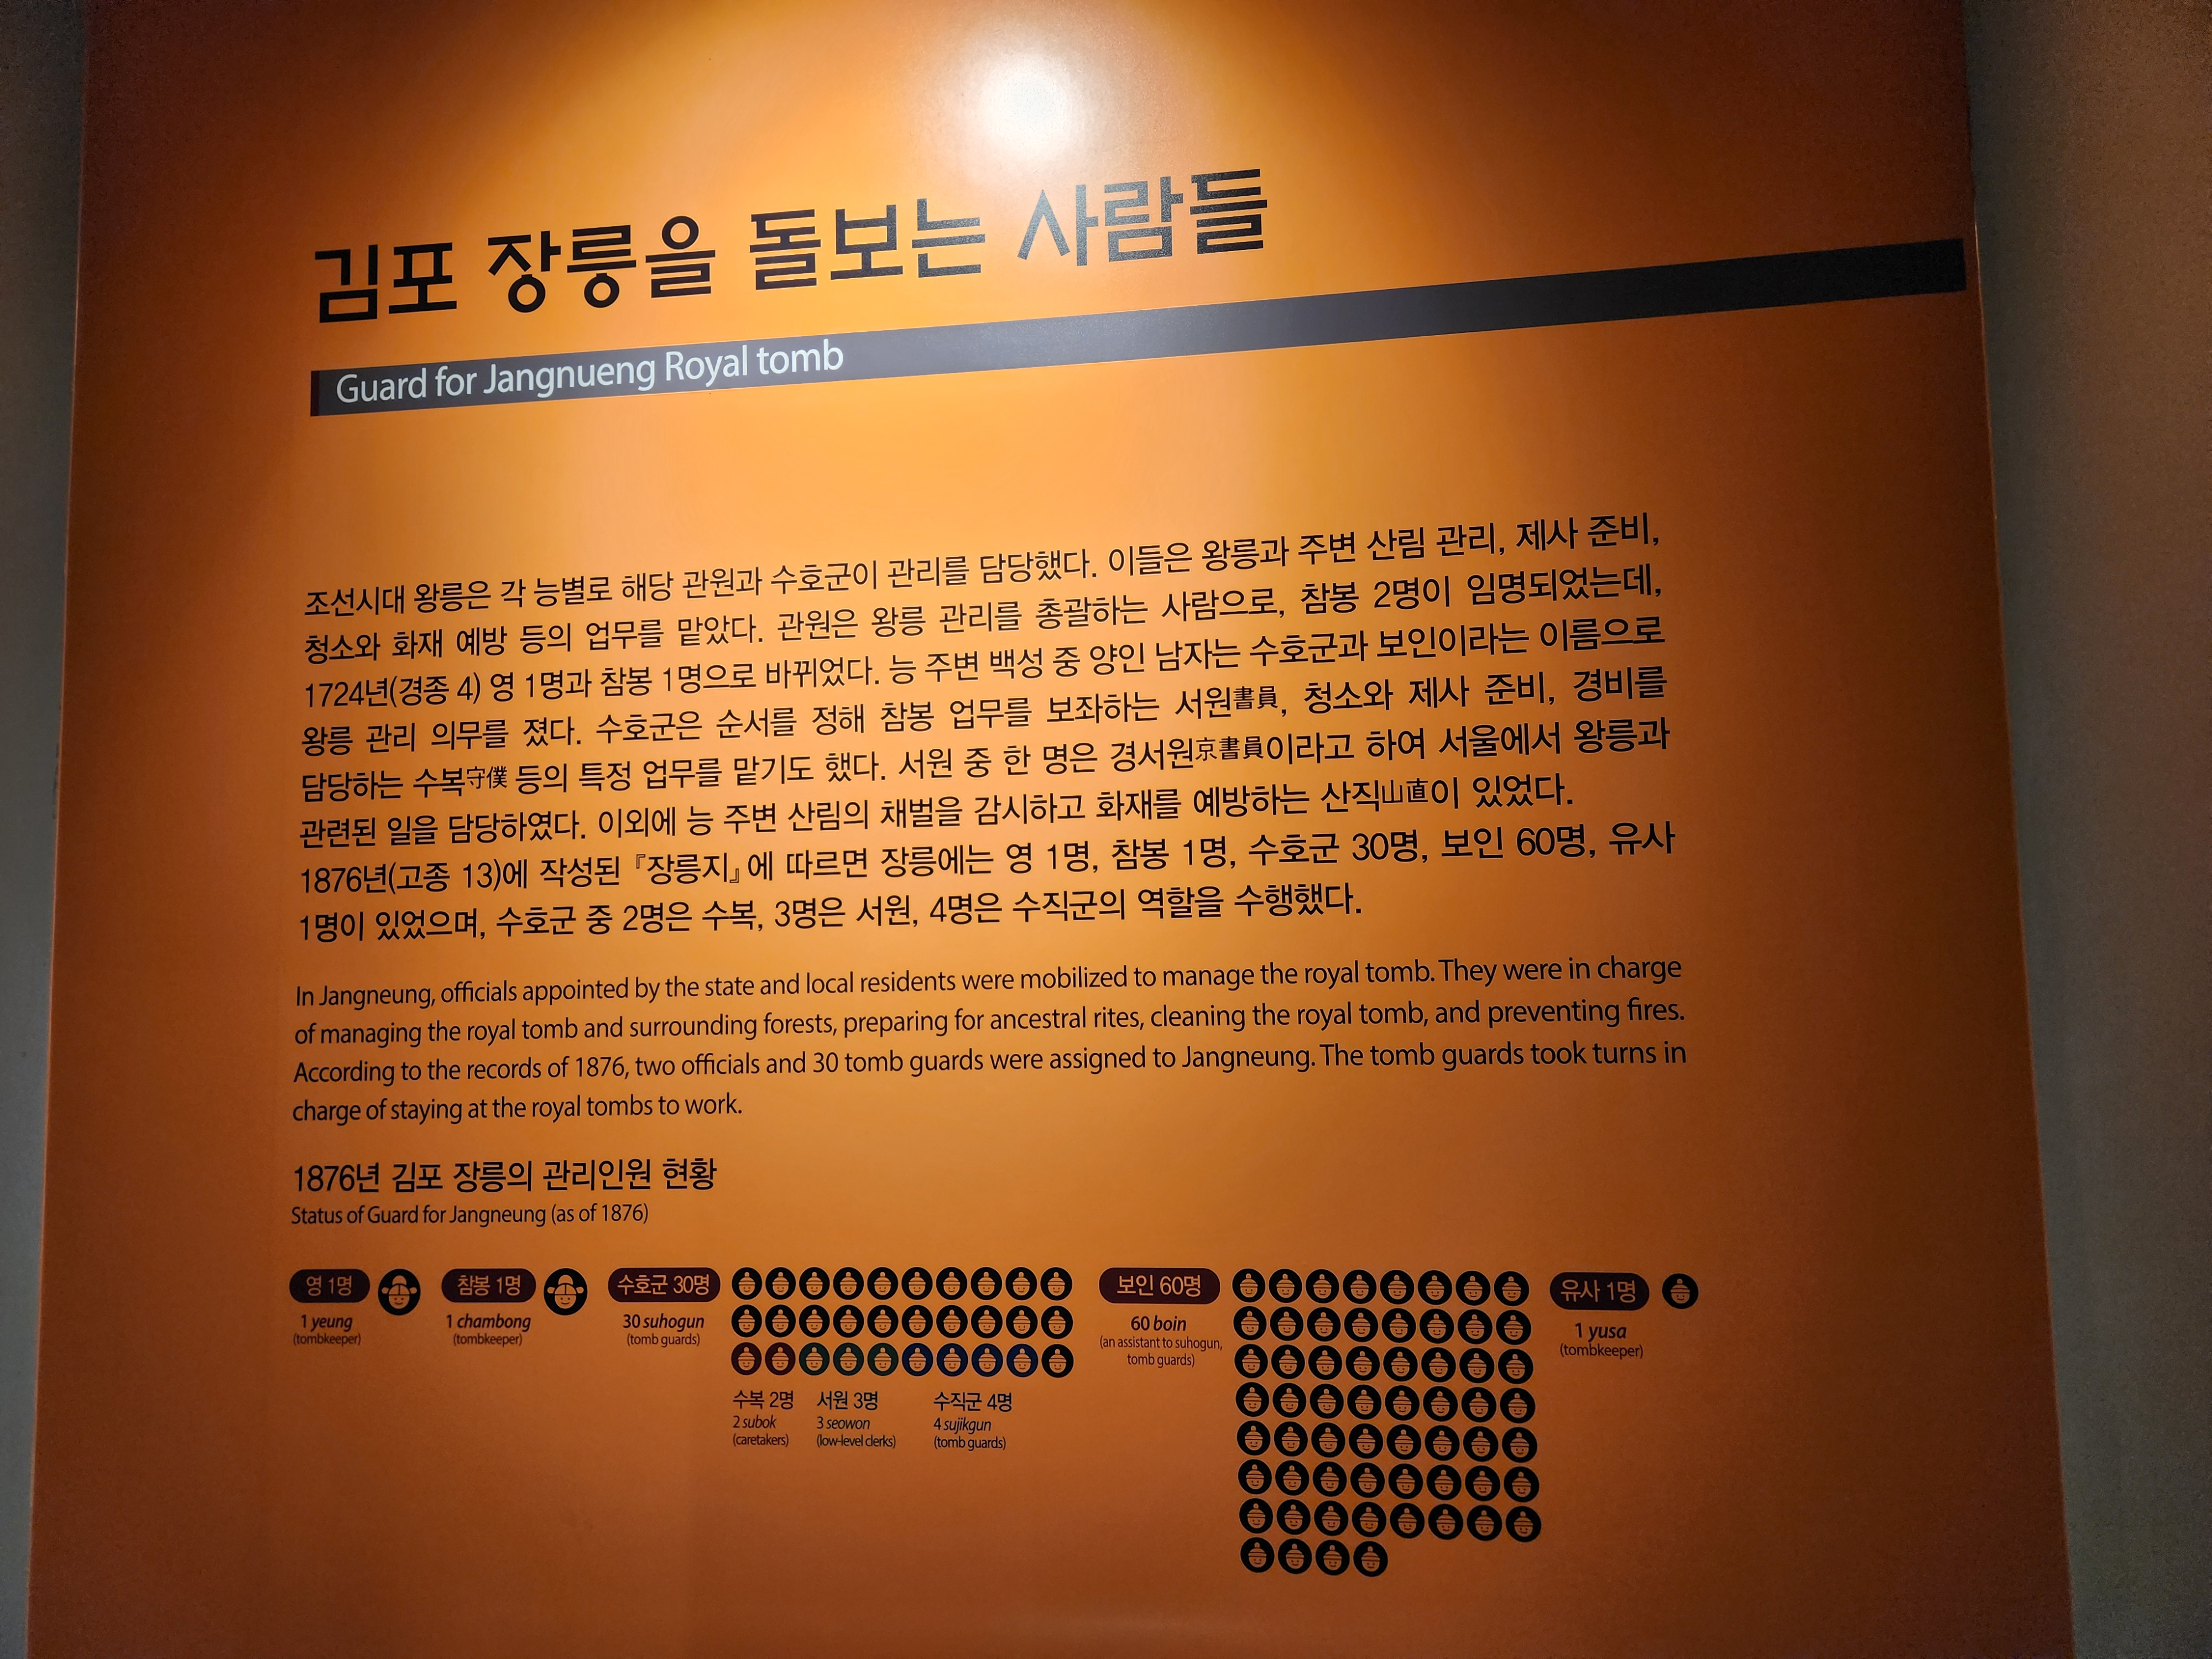 김포 장릉을 돌보는 사람들
Guard for Jangnueng Royal tomb
조선시대 왕릉은 각 능별로 해당 관원과 수호군이 관리를 담당했다. 이들은 왕릉과 주변 산림 관리, 제사 준비,
청소와 화재 예방 등의 업무를 맡았다. 관원은 왕릉 관리를 총괄하는 사람으로, 참봉 2명이 임명되었는데,
1724년(경종 4) 영 1명과 참봉 1명으로 바뀌었다. 능 주변 백성 중 양인 남자는 수호군과 보인이라는 이름으로
왕릉 관리 의무를 졌다. 수호군은 순서를 정해 참봉 업무를 보좌하는 서원書員, 청소와 제사 준비, 경비를
담당하는 수복守僕 등의 특정 업무를 맡기도 했다. 서원 중 한 명은 경서원京書員이라고 하여 서울에서 왕릉과
관련된 일을 담당하였다. 이외에 능 주변 산림의 채벌을 감시하고 화재를 예방하는 산직山直이 있었다.
1876년(고종 13)에 작성된 『장릉지』에 따르면 장릉에는 영 1명, 참봉 1명, 수호군 30명, 보인 60명, 유사
1명이 있었으며, 수호군 중 2명은 수복, 3명은 서원, 4명은 수직군의 역할을 수행했다.
In Jangneung, officials appointed by the state and local residents were mobilized to manage the royal tomb. They were in charge
of managing the royal tomb and surrounding forests, preparing for ancestral rites, cleaning the royal tomb, and preventing fires.
According to the records of 1876, two officials and 30 tomb guards were assigned to Jangneung. The tomb guards took turns in
charge of staying at the royal tombs to work.
1876년 김포 장릉의 관리인원 현황
Status of Guard for Jangneung (as of 1876)
영 1명
1 yeung
(tombkeeper)
참봉 1명
1 chambong
(tombkeeper)
수호군 30명
30 suhogun
(tomb guards)
수복 2명
2 subok
(caretakers)
서원 3명
3 seowon
(low-level clerks)
수직군 4명
4 sujikgun
(tomb guards)
보인 60명
60 boin
(an assistant to suhogun,
tomb guards)
유사 1명
1 yusa
(tombkeeper)